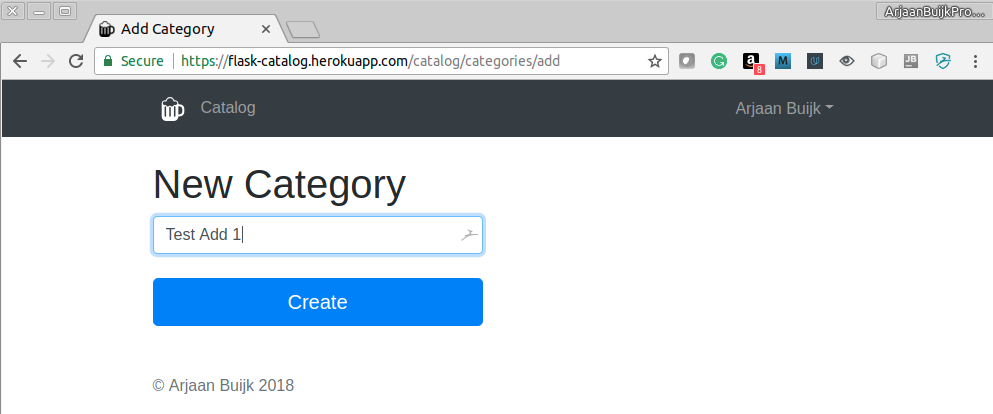 ArjaanBuijkPro...
Add Category
Secure https://flask-catalog.herokuapp.com/catalog/categories/add
a 8 M JB
Catalog Arjaan Buijk
New Category
Test Add 1
Create
© Arjaan Buijk 2018